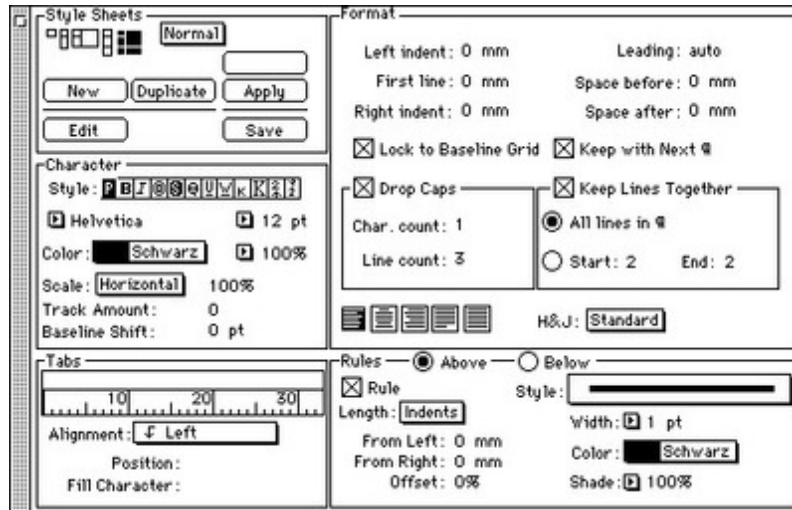 Style Sheets
Normal
New Duplicate Apply
Edit Save
Character
Style: P B I O S U W K K 2 2
Helvetica 12 pt
Color: Schwarz 100%
Scale: Horizontal 100%
Track Amount: 0
Baseline Shift: 0 pt
Tabs
10 20 30
Alignment: Left
Position:
Fill Character:
Format
Left indent: 0 mm Leading: auto
First line: 0 mm Space before: 0 mm
Right indent: 0 mm Space after: 0 mm
Lock to Baseline Grid Keep with Next ¶
Drop Caps Keep Lines Together
Char. count: 1 All lines in ¶
Line count: 3 Start: 2 End: 2
H&J: Standard
Rules Above Below
Rule Style:
Length: Indents Width: 1 pt
From Left: 0 mm Color: Schwarz
From Right: 0 mm
Offset: 0% Shade: 100%